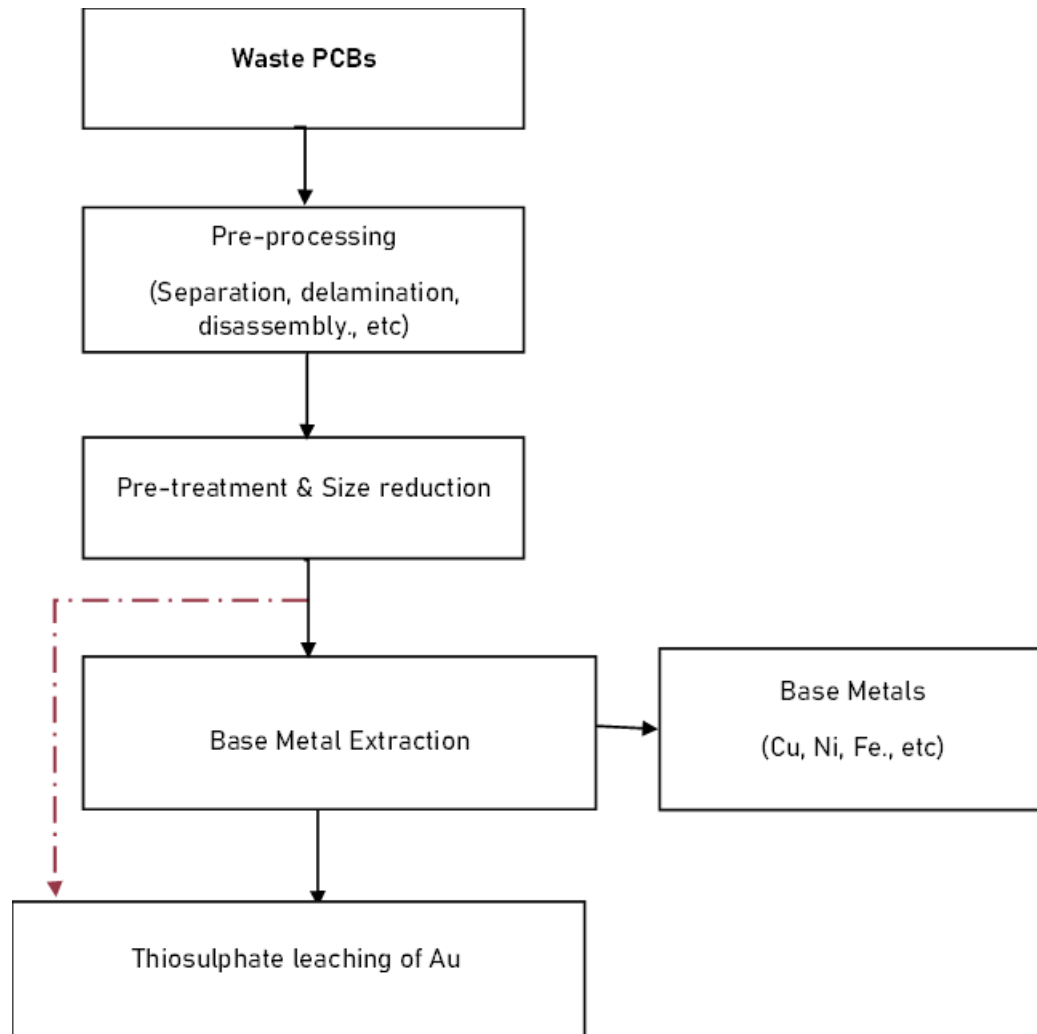 Waste PCBs
Pre-processing
(Separation, delamination,
disassembly., etc)
Pre-treatment & Size reduction
Base Metal Extraction
Base Metals
(Cu, Ni, Fe., etc)
Thiosulphate leaching of Au